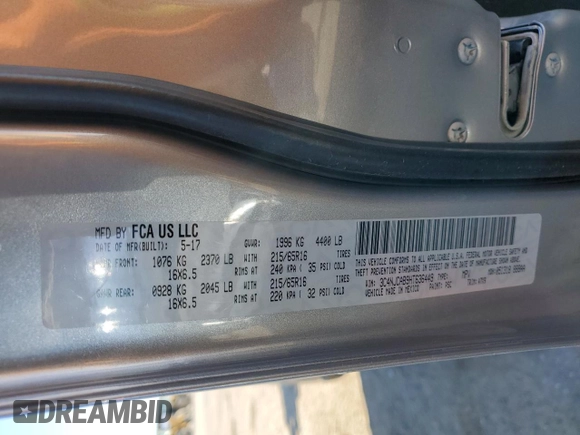 MFD BY FCA US LLC
DATE OF MFR(BUILT): 5-17 GVWR: 1996 KG 4400 LB
FRONT: 1076 KG 2370 LB WITH 215/65R16 TIRES
16X6.5 RIMS AT 240 KPA ( 35 PSI) COLD
REAR: 0928 KG 2045 LB WITH 215/65R16 TIRES
16X6.5 RIMS AT 220 KPA ( 32 PSI) COLD
THIS VEHICLE CONFORMS TO ALL APPLICABLE U.S.A. FEDERAL MOTOR VEHICLE SAFETY AND
THEFT PREVENTION STANDARDS IN EFFECT ON THE DATE OF MANUFACTURE SHOWN ABOVE.
VIN: TYPE: MPV
VEHICLE MADE IN MEXICO PAINT: PSC
DREAMBID